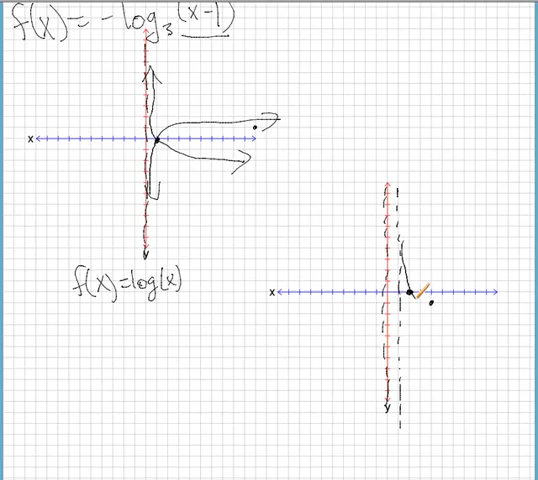 f(x) = -log₃(x-1)
x
y
f(x)=log(x)
x
y